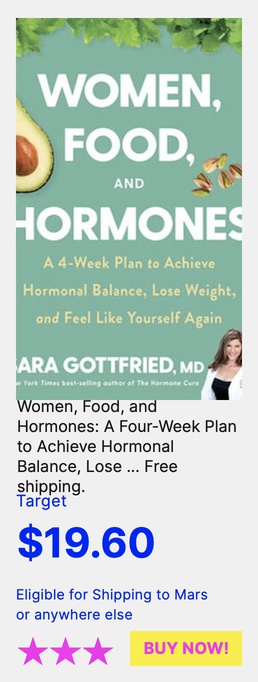 WOMEN,
FOOD,
AND
HORMONES
A 4-Week Plan to Achieve
Hormonal Balance, Lose Weight,
and Feel Like Yourself Again
ARA GOTTFRIED, MD
w York Times best-selling author of The Hormone Cure
Women, Food, and
Hormones: A Four-Week Plan
to Achieve Hormonal
Balance, Lose ... Free
shipping.
Target
$19.60
Eligible for Shipping to Mars
or anywhere else
BUY NOW!